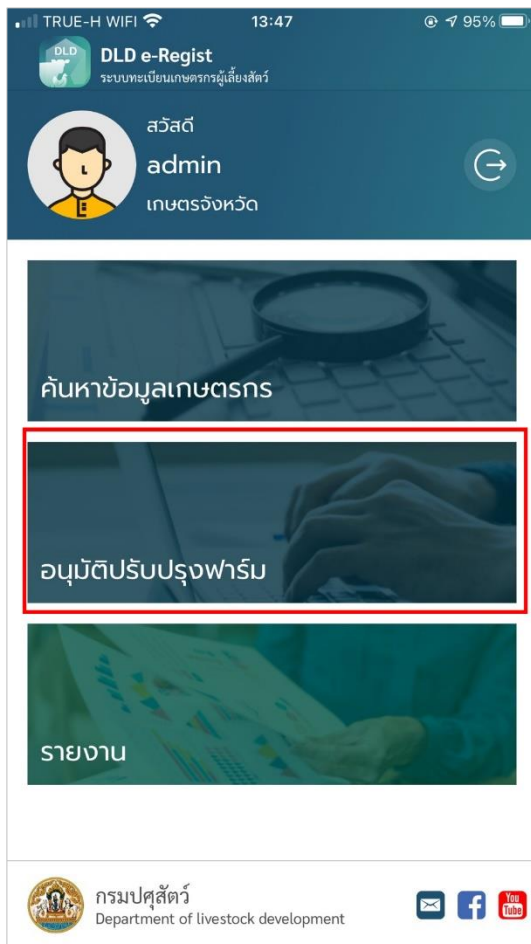 TRUE-H WIFI 13:47 95%
DLD
DLD e-Regist
ระบบทะเบียนเกษตรกรผู้เลี้ยงสัตว์
สวัสดี
admin
เกษตรจังหวัด
ค้นหาข้อมูลเกษตรกร
อนุมัติปรับปรุงฟาร์ม
รายงาน
กรมปศุสัตว์
Department of livestock development
You
Tube